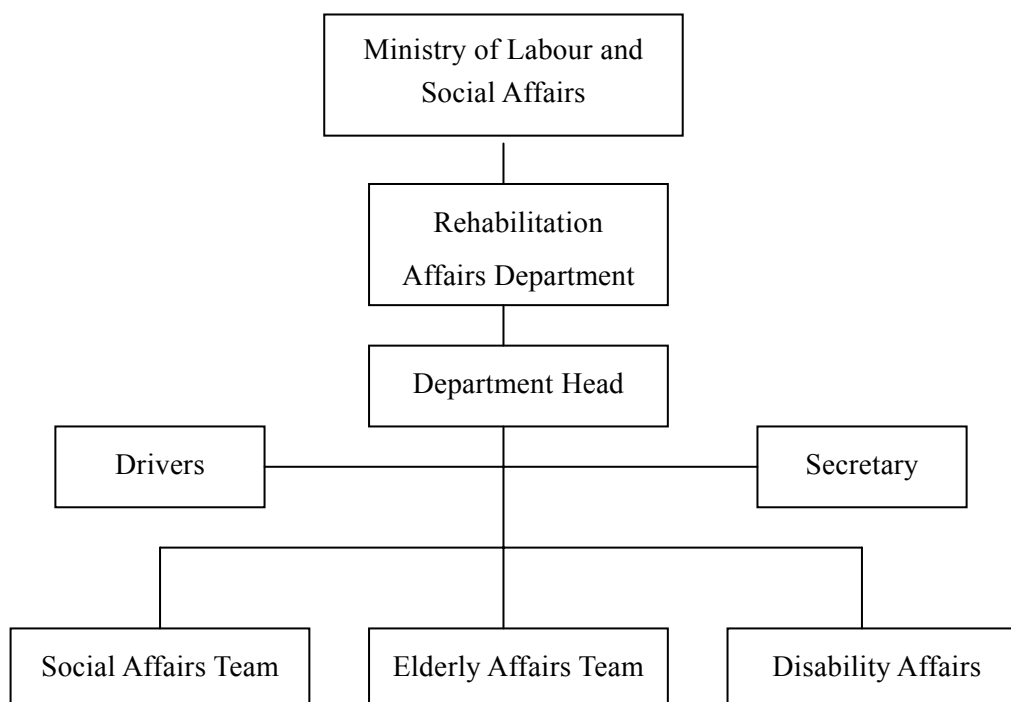 Ministry of Labour and
Social Affairs
Rehabilitation
Affairs Department
Department Head
Drivers
Secretary
Social Affairs Team
Elderly Affairs Team
Disability Affairs